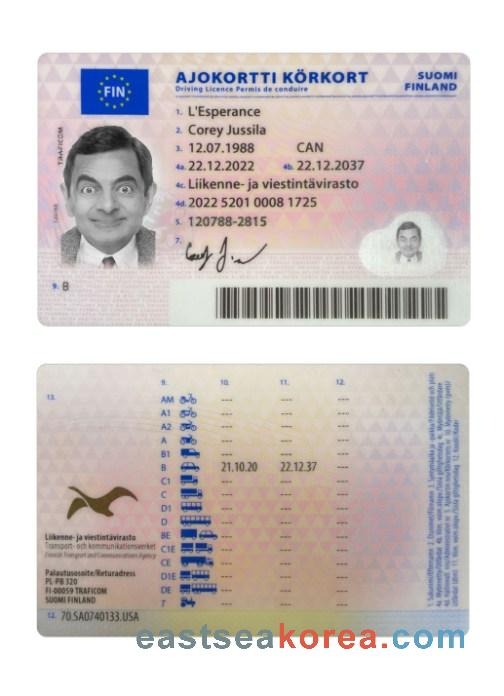 FIN
AJOKORTTI KÖRKORT
Driving Licence Permis de conduire
SUOMI
FINLAND
TRAFICOM
1. L'Esperance
2. Corey Jussila
3. 12.07.1988 CAN
4a. 22.12.2022 4b. 22.12.2037
4c. Liikenne- ja viestintävirasto
4d. 2022 5201 0008 1725
5. 120788-2815
7.
9. B
9. 10. 11. 12.
13.
AM --- --- ---
A1 --- --- ---
A2 --- --- ---
A --- --- ---
B1 --- --- ---
B 21.10.20 22.12.37 ---
C1 --- --- ---
C --- --- ---
D1 --- --- ---
D --- --- ---
BE --- --- ---
C1E --- --- ---
CE --- --- ---
D1E --- --- ---
DE --- --- ---
T --- --- ---
Liikenne- ja viestintävirasto
Transport- och kommunikationsverket
Finnish Transport and Communications Agency
Palautusosoite/Returadress
PL-PB 320
FI-00059 TRAFICOM
SUOMI FINLAND
12. 70.SA0740133.USA
eastseakorea.com